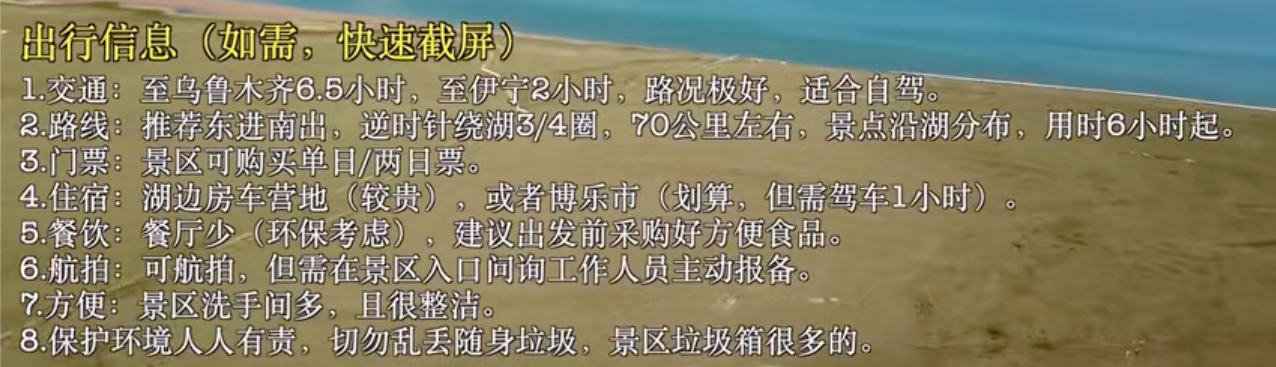 出行信息（如需，快速截屏）
1.交通：至乌鲁木齐6.5小时，至伊宁2小时，路况极好，适合自驾。
2.路线：推荐东进南出，逆时针绕湖3/4圈，70公里左右，景点沿湖分布，用时6小时起。
3.门票：景区可购买单日/两日票。
4.住宿：湖边房车营地（较贵），或者博乐市（划算，但需驾车1小时）。
5.餐饮：餐厅少（环保考虑），建议出发前采购好方便食品。
6.航拍：可航拍，但需在景区入口问询工作人员主动报备。
7.方便：景区洗手间多，且很整洁。
8.保护环境人人有责，切勿乱丢随身垃圾，景区垃圾箱很多的。